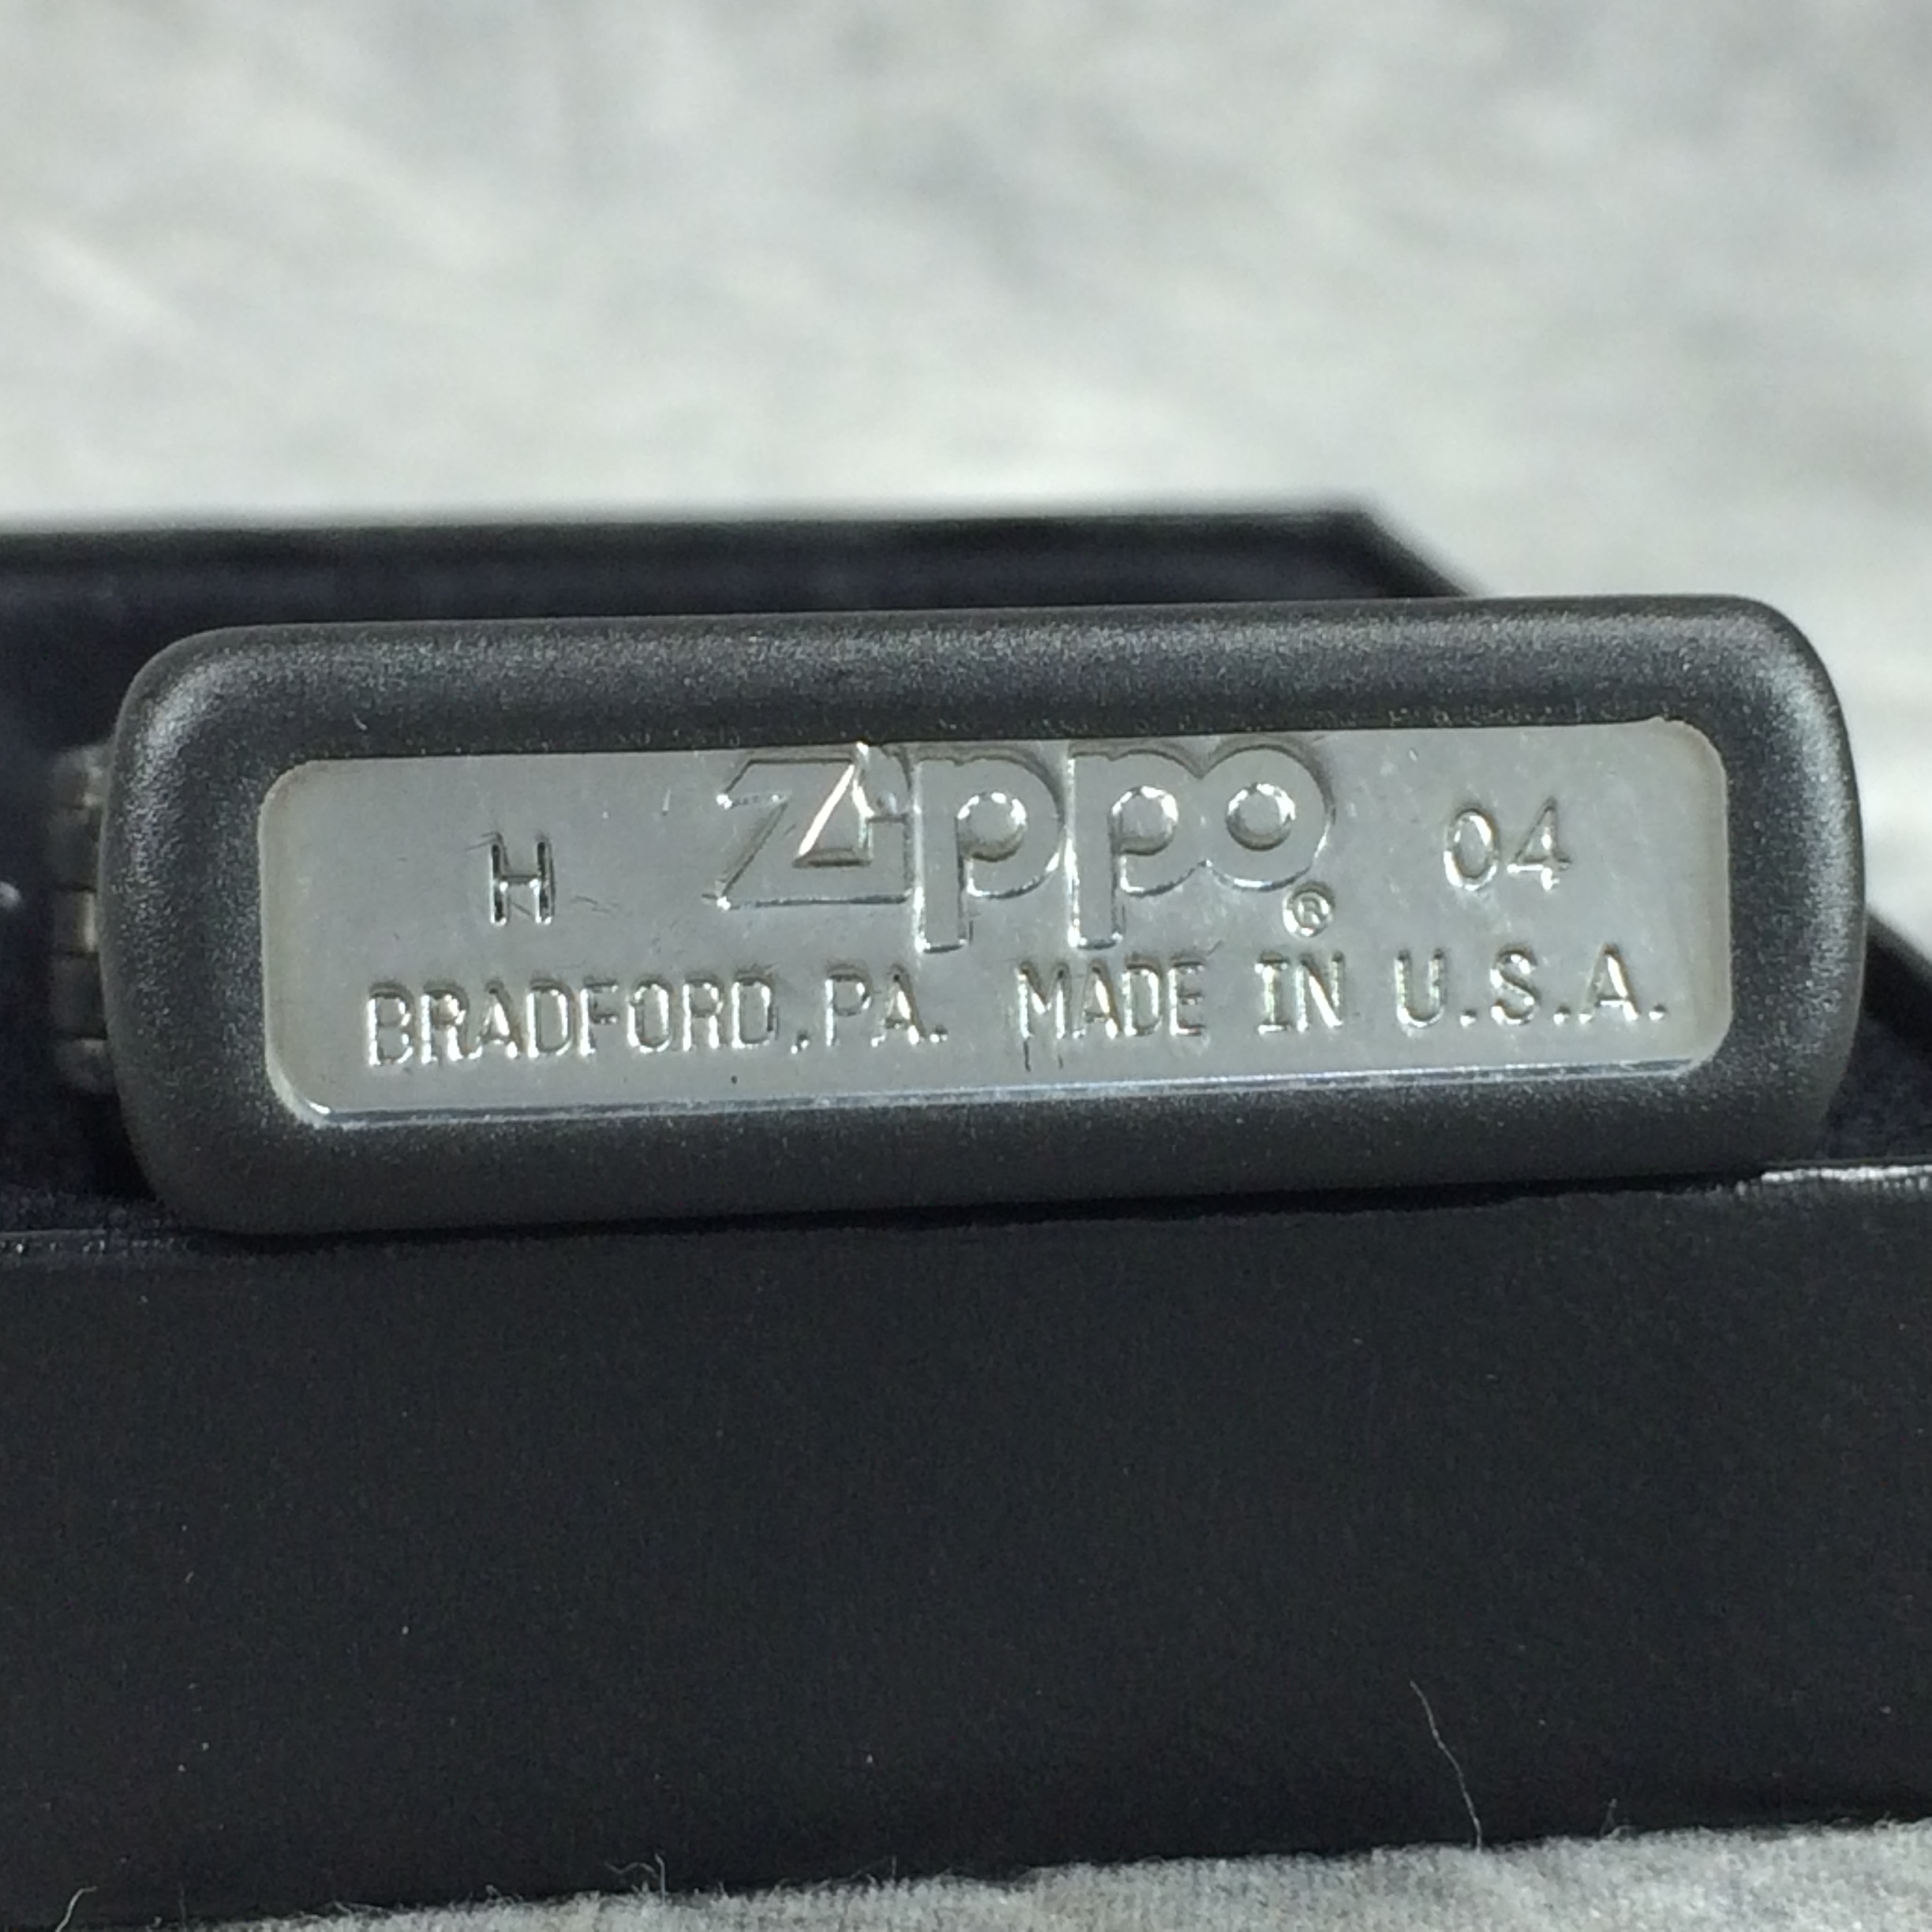 H Zippo® 04
BRADFORD,PA. MADE IN U.S.A.